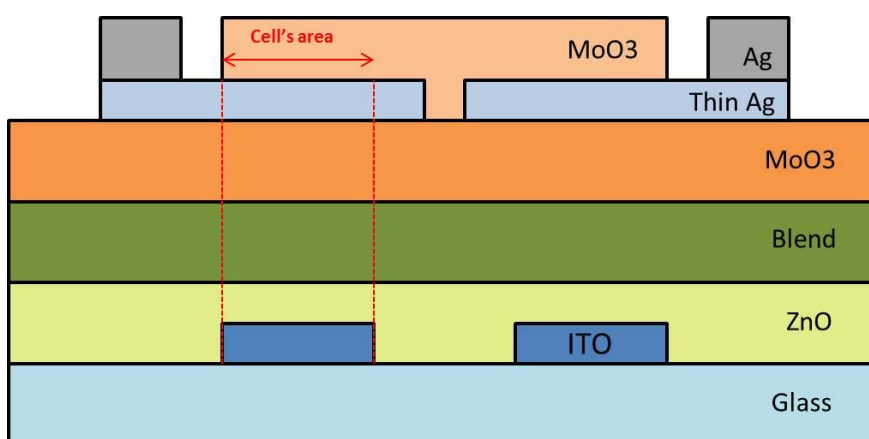 Cell's area
MoO3
Ag
Thin Ag
MoO3
Blend
ZnO
ITO
Glass